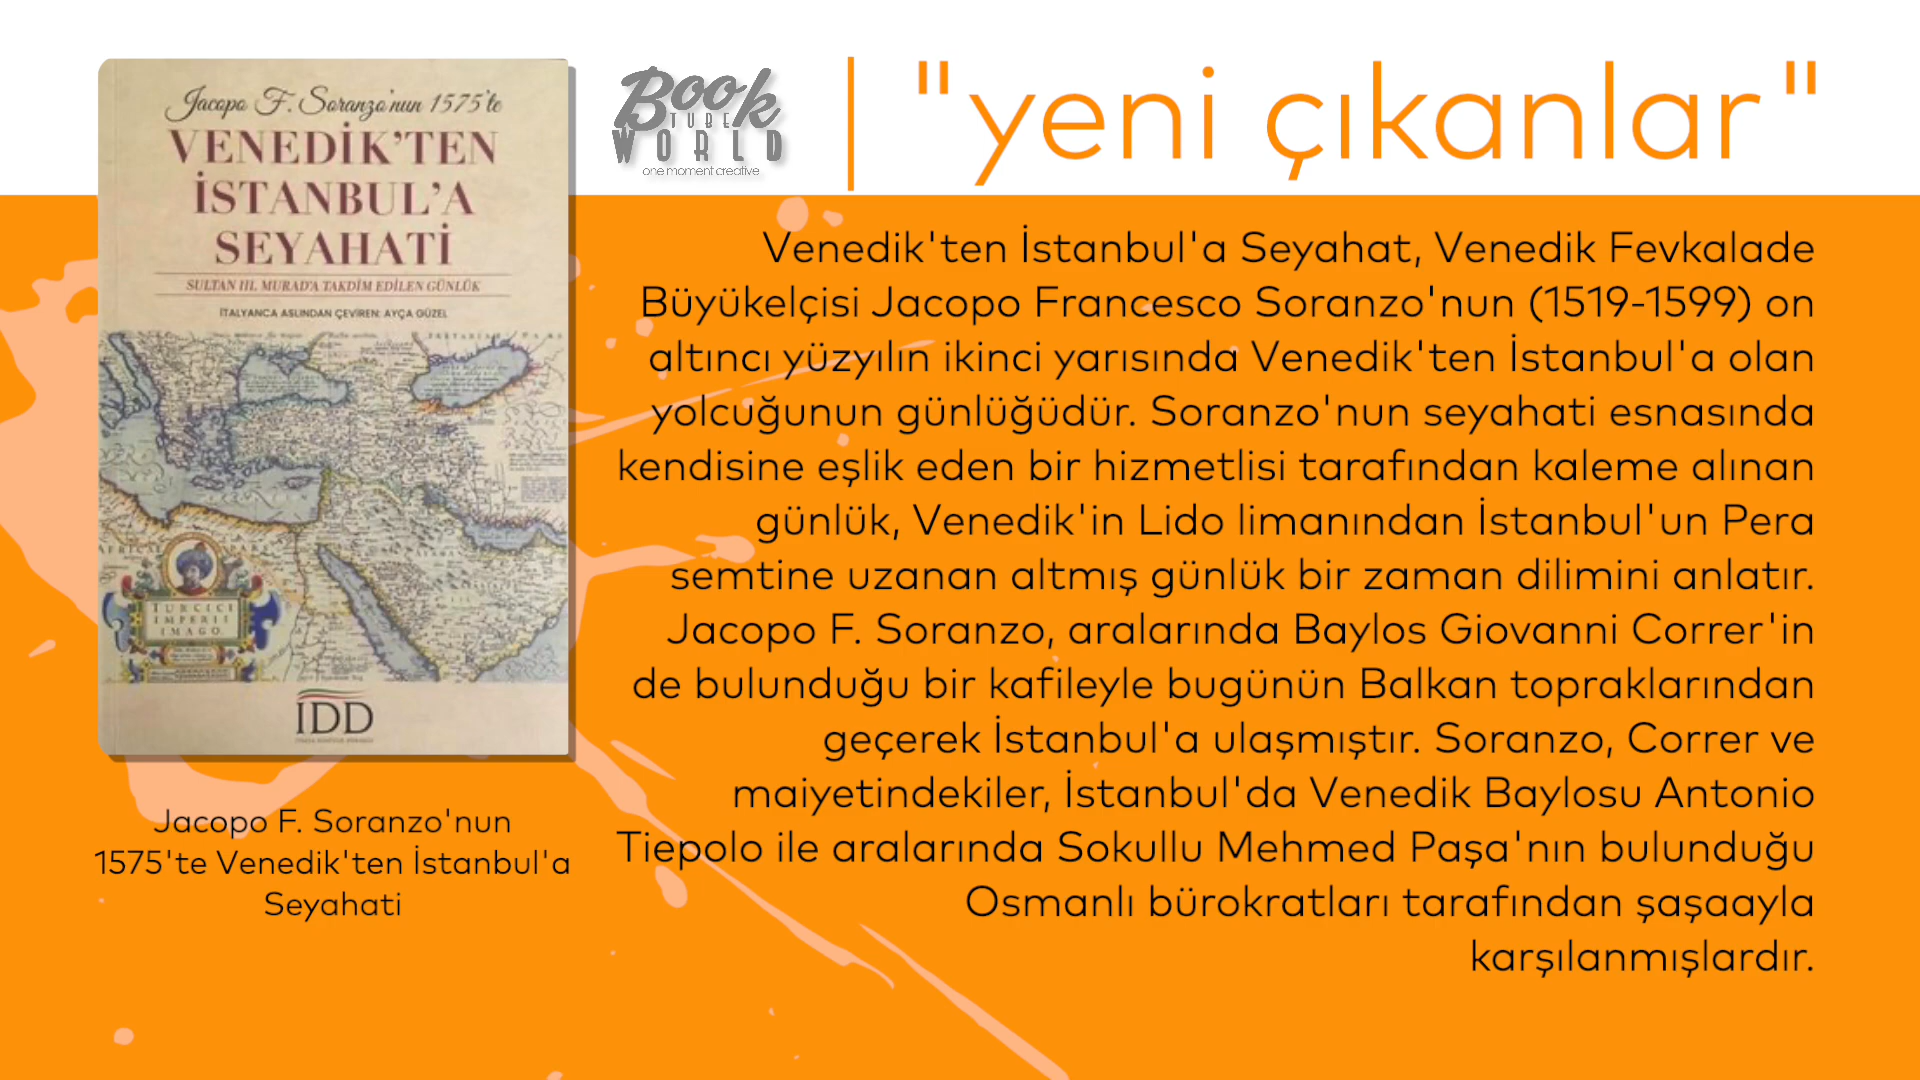 Jacopo F. Soranzo'nun 1575'te
VENEDİK'TEN
İSTANBUL'A
SEYAHATİ
SULTAN III. MURAD'A TAKDİM EDİLEN GÜNLÜK
İTALYANCA ASLINDAN ÇEVİREN: AYÇA GÜZEL
TURCICI
IMPERII
IMAGO
IDD
Jacopo F. Soranzo'nun
1575'te Venedik'ten İstanbul'a
Seyahati
Book
TUBE
WORLD
one moment creative
"yeni çıkanlar"
Venedik'ten İstanbul'a Seyahat, Venedik Fevkalade
Büyükelçisi Jacopo Francesco Soranzo'nun (1519-1599) on
altıncı yüzyılın ikinci yarısında Venedik'ten İstanbul'a olan
yolcuğunun günlüğüdür. Soranzo'nun seyahati esnasında
kendisine eşlik eden bir hizmetlisi tarafından kaleme alınan
günlük, Venedik'in Lido limanından İstanbul'un Pera
semtine uzanan altmış günlük bir zaman dilimini anlatır.
Jacopo F. Soranzo, aralarında Baylos Giovanni Correr'in
de bulunduğu bir kafileyle bugünün Balkan topraklarından
geçerek İstanbul'a ulaşmıştır. Soranzo, Correr ve
maiyetindekiler, İstanbul'da Venedik Baylosu Antonio
Tiepolo ile aralarında Sokullu Mehmed Paşa'nın bulunduğu
Osmanlı bürokratları tarafından şaşaayla
karşılanmışlardır.